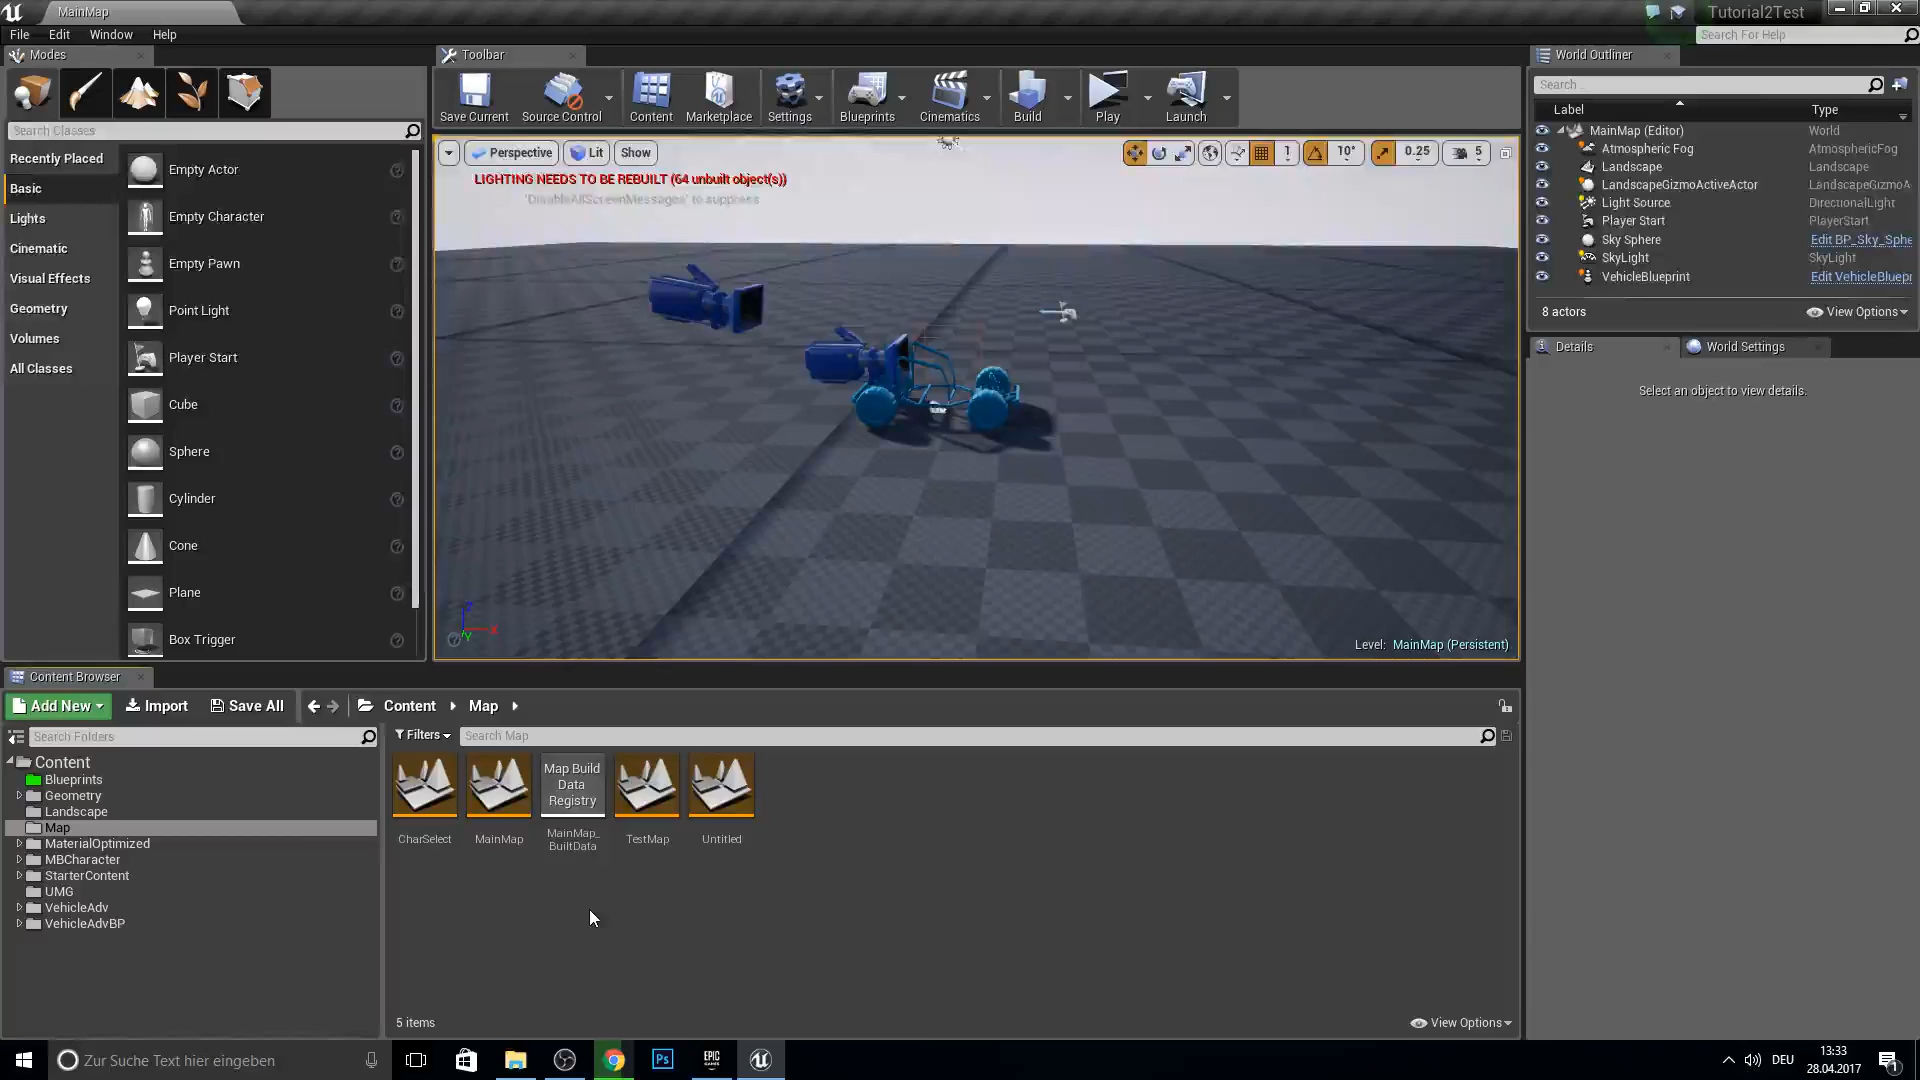 MainMap
Tutorial2Test
File Edit Window Help
Search For Help
Modes
Toolbar
World Outliner
Save Current
Source Control
Content
Marketplace
Settings
Blueprints
Cinematics
Build
Play
Launch
Search...
Label Type
MainMap (Editor) World
Atmospheric Fog AtmosphericFog
Landscape Landscape
LandscapeGizmoActiveActor LandscapeGizmoA
Light Source DirectionalLight
Player Start PlayerStart
Sky Sphere Edit BP_Sky_Sphe
SkyLight SkyLight
VehicleBlueprint Edit VehicleBluepr
8 actors View Options
Details World Settings
Select an object to view details.
Search Classes
Recently Placed
Basic
Lights
Cinematic
Visual Effects
Geometry
Volumes
All Classes
Empty Actor
Empty Character
Empty Pawn
Point Light
Player Start
Cube
Sphere
Cylinder
Cone
Plane
Box Trigger
Perspective Lit Show
1 10° 0.25 5
LIGHTING NEEDS TO BE REBUILT (64 unbuilt object(s))
'DisableAllScreenMessages' to suppress
Z
X
Y
Level: MainMap (Persistent)
Content Browser
Add New Import Save All Content Map
Search Folders
Filters Search Map
Content
Blueprints
Geometry
Landscape
Map
MaterialOptimized
MBCharacter
StarterContent
UMG
VehicleAdv
VehicleAdvBP
Map Build
Data
Registry
CharSelect
MainMap
MainMap_
BuiltData
TestMap
Untitled
5 items View Options
Zur Suche Text hier eingeben
Ps
EPIC
GAMES
DEU
13:33
28.04.2017
1